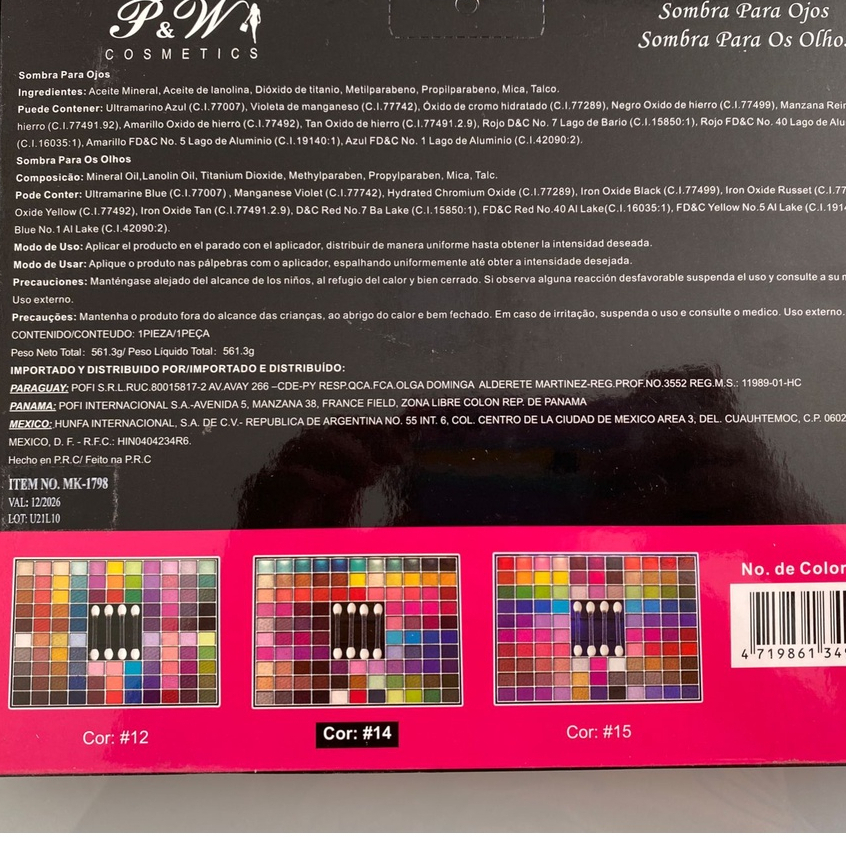 P&W
COSMETICS
Sombra Para Ojos
Sombra Para Os Olho
Sombra Para Ojos
Ingredientes: Aceite Mineral, Aceite de lanolina, Dióxido de titanio, Metilparabeno, Propilparabeno, Mica, Talco.
Puede Contener: Ultramarino Azul (C.I.77007), Violeta de manganeso (C.I.77742), Óxido de cromo hidratado (C.I.77289), Negro Oxido de hierro (C.I.77499), Manzana Rei
hierro (C.I.77491.92), Amarillo Oxido de hierro (C.I.77492), Tan Oxido de hierro (C.I.77491.2.9), Rojo D&C No. 7 Lago de Bario (C.I.15850:1), Rojo FD&C No. 40 Lago de Alu
(C.I.16035:1), Amarillo FD&C No. 5 Lago de Aluminio (C.I.19140:1), Azul FD&C No. 1 Lago de Aluminio (C.I.42090:2).
Sombra Para Os Olhos
Composicão: Mineral Oil,Lanolin Oil, Titanium Dioxide, Methylparaben, Propylparaben, Mica, Talc.
Pode Conter: Ultramarine Blue (C.I.77007) , Manganese Violet (C.I.77742), Hydrated Chromium Oxide (C.I.77289), Iron Oxide Black (C.I.77499), Iron Oxide Russet (C.I.77
Oxide Yellow (C.I.77492), Iron Oxide Tan (C.I.77491.2.9), D&C Red No.7 Ba Lake (C.I.15850:1), FD&C Red No.40 Al Lake(C.I.16035:1), FD&C Yellow No.5 Al Lake (C.I.1914
Blue No.1 Al Lake (C.I.42090:2).
Modo de Uso: Aplicar el producto en el parado con el aplicador, distribuir de manera uniforme hasta obtener la intensidad deseada.
Modo de Usar: Aplique o produto nas pálpebras com o aplicador, espalhando uniformemente até obter a intensidade desejada.
Precauciones: Manténgase alejado del alcance de los niños, al refugio del calor y bien cerrado. Si observa alguna reacción desfavorable suspenda el uso y consulte a su
Uso externo.
Precauções: Mantenha o produto fora do alcance das crianças, ao abrigo do calor e bem fechado. Em caso de irritação, suspenda o uso e consulte o medico. Uso externo.
CONTENIDO/CONTEUDO: 1PIEZA/1PEÇA
Peso Neto Total: 561.3g/ Peso Líquido Total: 561.3g
IMPORTADO Y DISTRIBUIDO POR/IMPORTADO E DISTRIBUÍDO:
PARAGUAY: POFI S.R.L.RUC.80015817-2 AV.AVAY 266 –CDE-PY RESP.QCA.FCA.OLGA DOMINGA ALDERETE MARTINEZ-REG.PROF.NO.3552 REG.M.S.: 11989-01-HC
PANAMA: POFI INTERNACIONAL S.A.-AVENIDA 5, MANZANA 38, FRANCE FIELD, ZONA LIBRE COLON REP. DE PANAMA
MEXICO: HUNFA INTERNACIONAL, S.A. DE C.V.- REPUBLICA DE ARGENTINA NO. 55 INT. 6, COL. CENTRO DE LA CIUDAD DE MEXICO AREA 3, DEL. CUAUHTEMOC, C.P. 0602
MEXICO, D. F. - R.F.C.: HIN0404234R6.
Hecho en P.R.C/ Feito na P.R.C
ITEM NO. MK-1798
VAL: 12/2026
LOT: U21L10
No. de Color
4 719861 34
Cor: #12
Cor: #14
Cor: #15